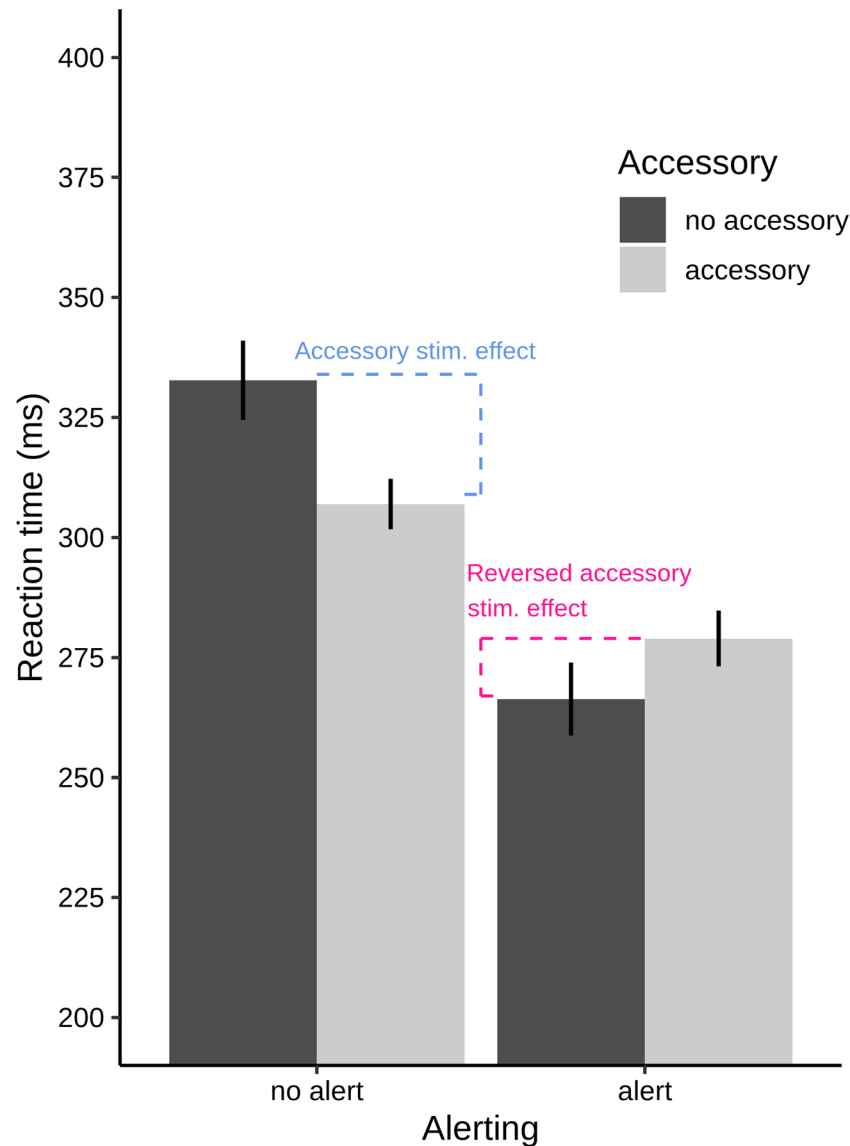 400
375
350
325
300
275
250
225
200
Reaction time (ms)
Accessory
no accessory
accessory
Accessory stim. effect
Reversed accessory
stim. effect
no alert
alert
Alerting